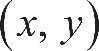 (x, y)